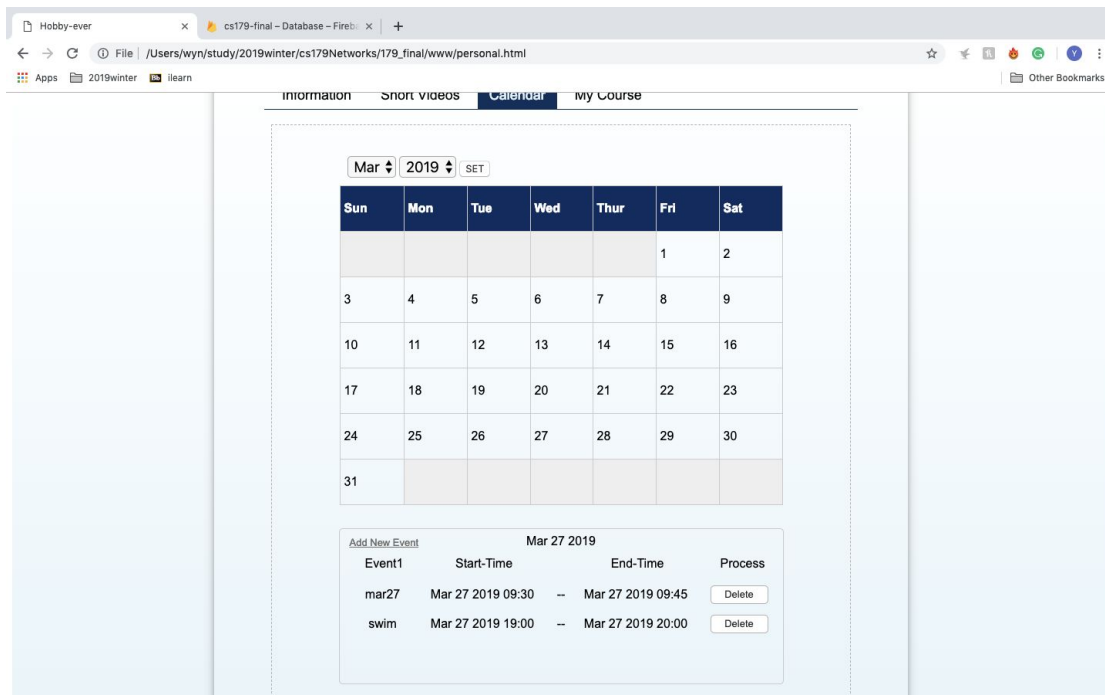 Hobby-ever
cs179-final – Database – Fireb
File /Users/wyn/study/2019winter/cs179Networks/179_final/www/personal.html
Y
Apps 2019winter Bb ilearn Other Bookmarks
Information Short Videos Calendar My Course
Mar 2019 SET
Sun Mon Tue Wed Thur Fri Sat
1 2
3 4 5 6 7 8 9
10 11 12 13 14 15 16
17 18 19 20 21 22 23
24 25 26 27 28 29 30
31
Add New Event Mar 27 2019
Event1 Start-Time End-Time Process
mar27 Mar 27 2019 09:30 -- Mar 27 2019 09:45 Delete
swim Mar 27 2019 19:00 -- Mar 27 2019 20:00 Delete